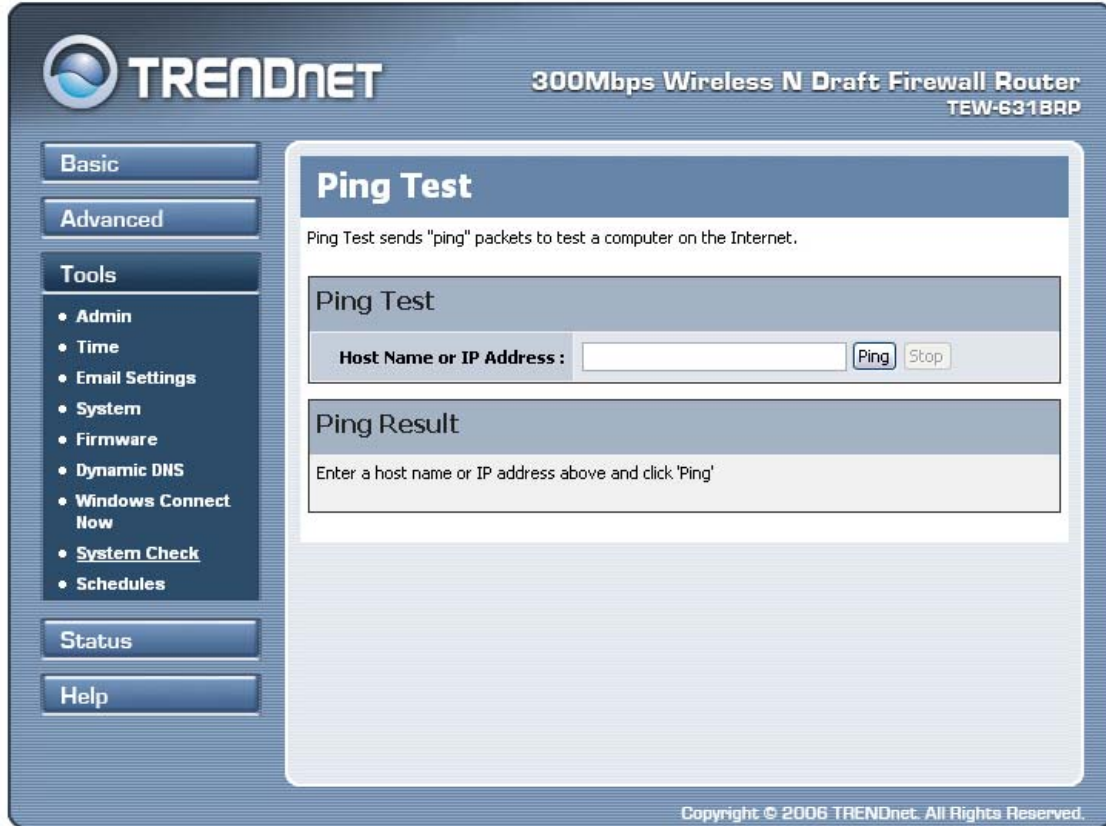 TRENDNET
300Mbps Wireless N Draft Firewall Router
TEW-631BRP
Basic
Advanced
Tools
Admin
Time
Email Settings
System
Firmware
Dynamic DNS
Windows Connect
Now
System Check
Schedules
Status
Help
Ping Test
Ping Test sends "ping" packets to test a computer on the Internet.
Ping Test
Host Name or IP Address :
Ping
Stop
Ping Result
Enter a host name or IP address above and click 'Ping'
Copyright © 2006 TRENDnet. All Rights Reserved.